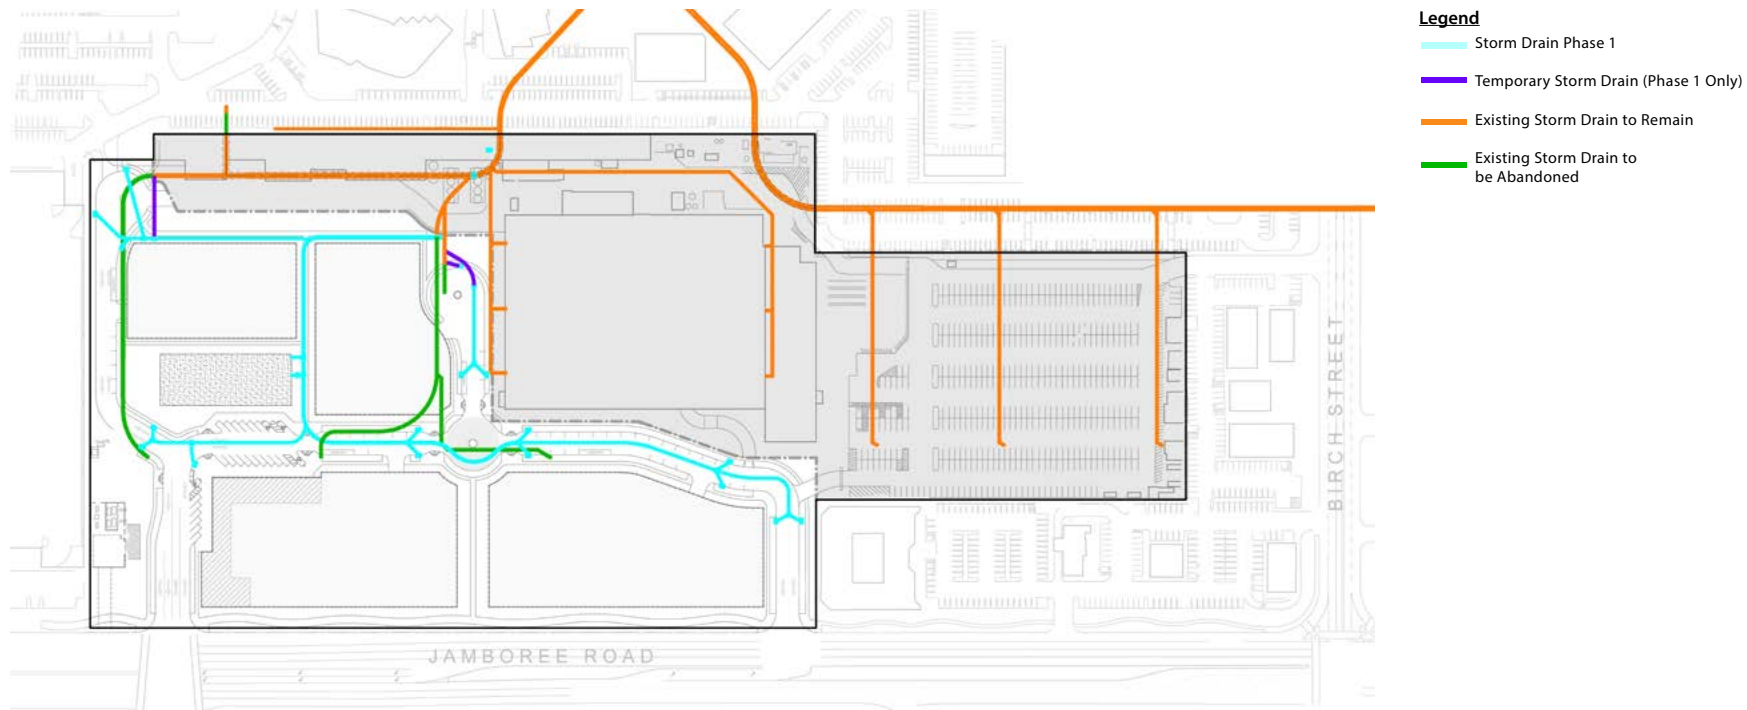 Legend
Storm Drain Phase 1
Temporary Storm Drain (Phase 1 Only)
Existing Storm Drain to Remain
Existing Storm Drain to
be Abandoned
BIRCH STREET
JAMBOREE ROAD